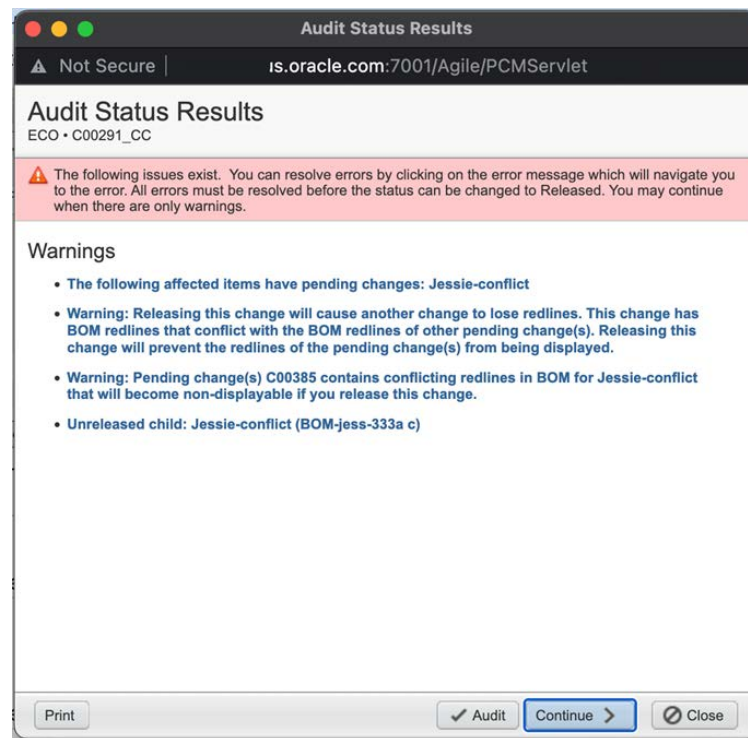 Audit Status Results
Not Secure
us.oracle.com:7001/Agile/PCMServlet
Audit Status Results
ECO • C00291_CC
The following issues exist. You can resolve errors by clicking on the error message which will navigate you
to the error. All errors must be resolved before the status can be changed to Released. You may continue
when there are only warnings.
Warnings
• The following affected items have pending changes: Jessie-conflict
• Warning: Releasing this change will cause another change to lose redlines. This change has
BOM redlines that conflict with the BOM redlines of other pending change(s). Releasing this
change will prevent the redlines of the pending change(s) from being displayed.
• Warning: Pending change(s) C00385 contains conflicting redlines in BOM for Jessie-conflict
that will become non-displayable if you release this change.
• Unreleased child: Jessie-conflict (BOM-jess-333a c)
Print
Audit
Continue
Close